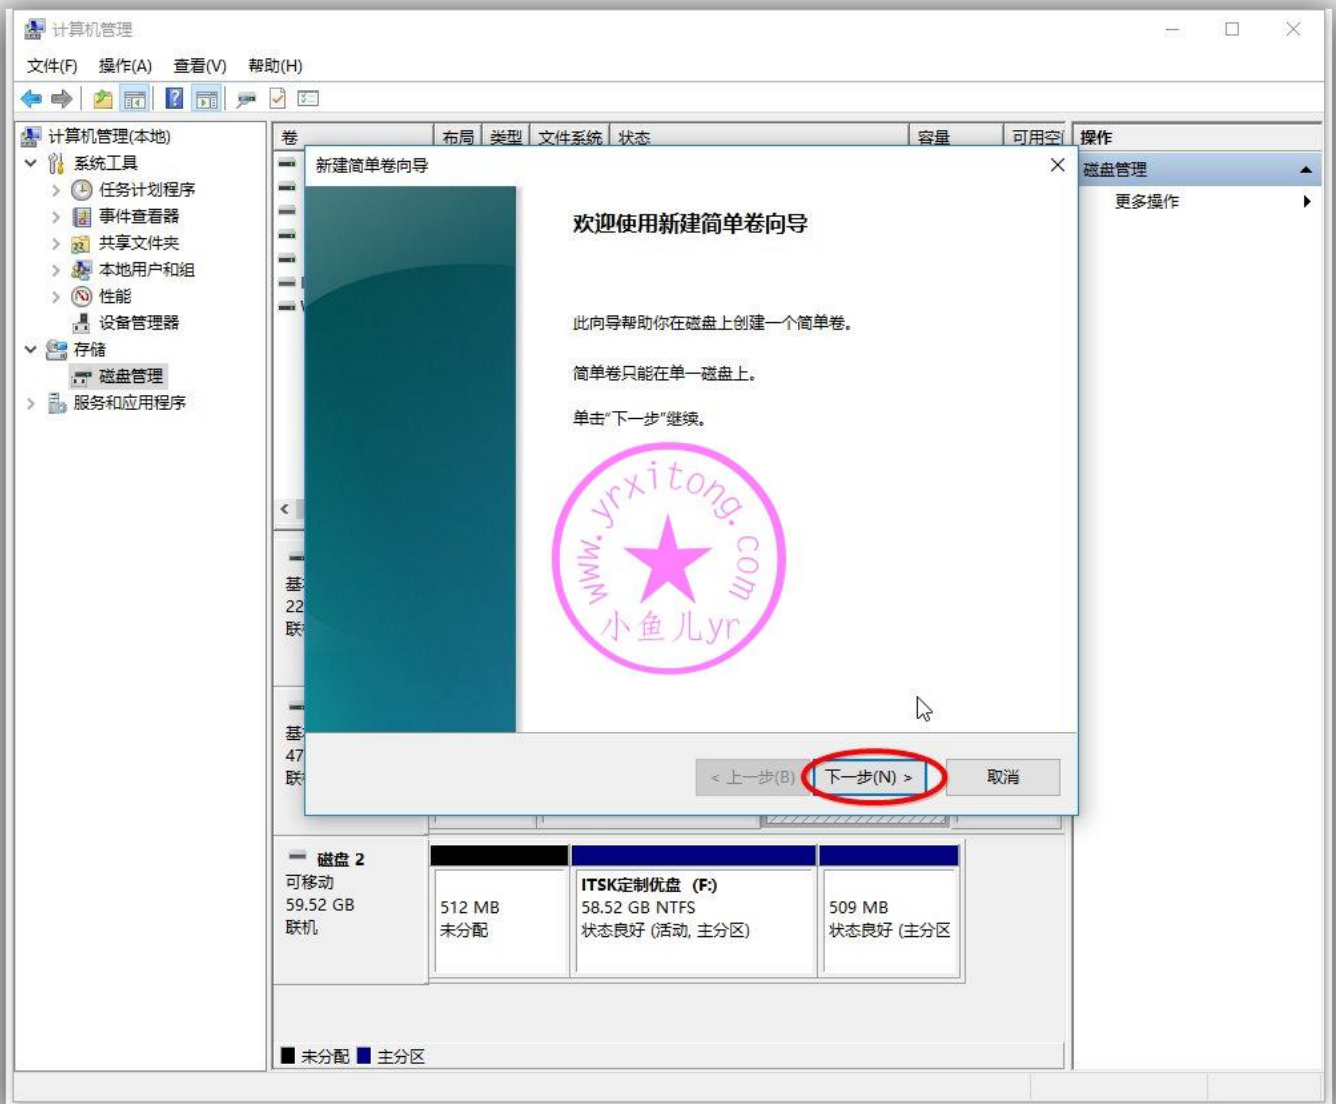 计算机管理
文件(F) 操作(A) 查看(V) 帮助(H)
计算机管理(本地)
系统工具
任务计划程序
事件查看器
共享文件夹
本地用户和组
性能
设备管理器
存储
磁盘管理
服务和应用程序
卷 布局 类型 文件系统 状态 容量 可用空
操作
磁盘管理
更多操作
新建简单卷向导
欢迎使用新建简单卷向导
此向导帮助你在磁盘上创建一个简单卷。
简单卷只能在单一磁盘上。
单击“下一步”继续。
www.yrxitong.com
小鱼儿yr
< 上一步(B) 下一步(N) > 取消
基
22
联
基
47
联
磁盘 2
可移动
59.52 GB
联机
512 MB
未分配
ITSK定制优盘 (F:)
58.52 GB NTFS
状态良好 (活动, 主分区)
509 MB
状态良好 (主分区
未分配 主分区